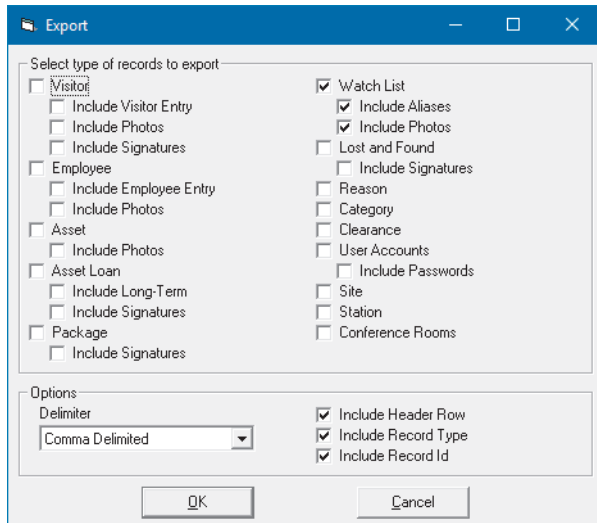 Export
Select type of records to export
Visitor
Include Visitor Entry
Include Photos
Include Signatures
Employee
Include Employee Entry
Include Photos
Asset
Include Photos
Asset Loan
Include Long-Term
Include Signatures
Package
Include Signatures
Watch List
Include Aliases
Include Photos
Lost and Found
Include Signatures
Reason
Category
Clearance
User Accounts
Include Passwords
Site
Station
Conference Rooms
Options
Delimiter
Comma Delimited
Include Header Row
Include Record Type
Include Record Id
OK
Cancel